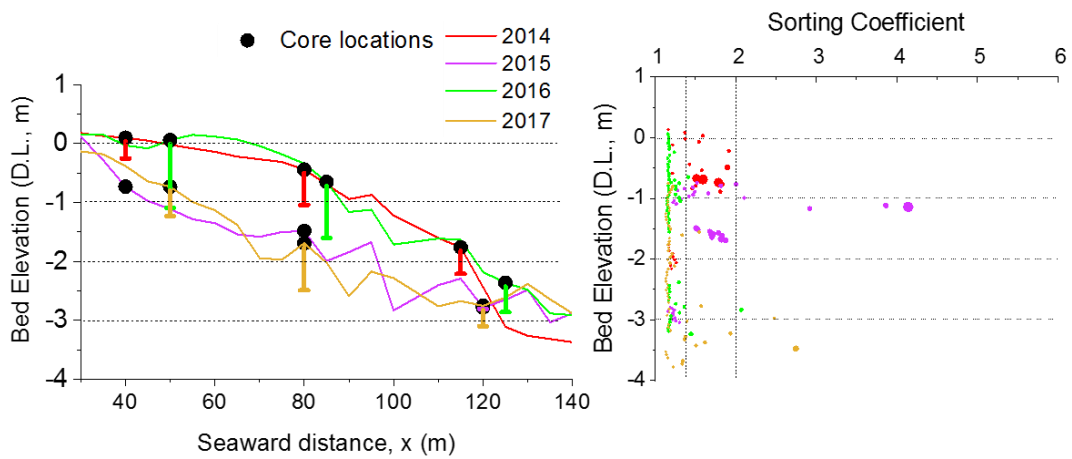 Core locations
2014
2015
2016
2017
Bed Elevation (D.L., m)
1
0
-1
-2
-3
-4
40 60 80 100 120 140
Seaward distance, x (m)
Sorting Coefficient
1 2 3 4 5 6
Bed Elevation (D.L., m)
1
0
-1
-2
-3
-4